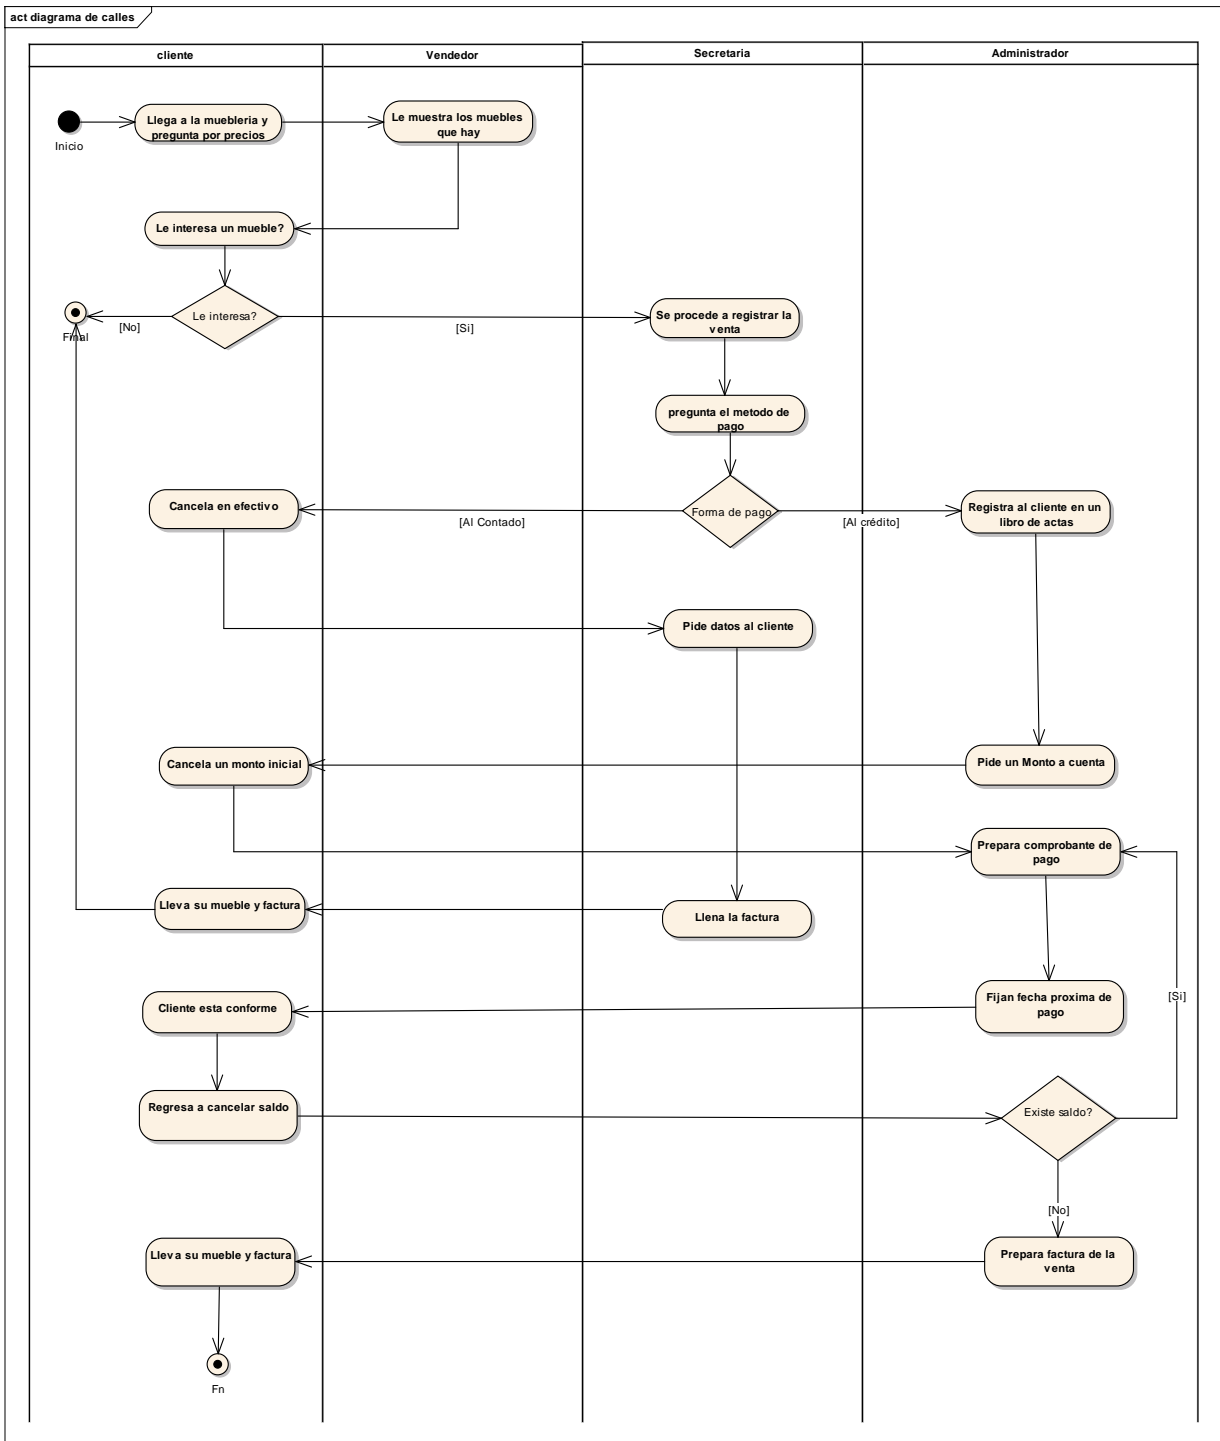 act diagrama de calles
cliente
Vendedor
Secretaria
Administrador
Inicio
Llega a la muebleria y
pregunta por precios
Le muestra los muebles
que hay
Le interesa un mueble?
Le interesa?
[No]
Final
[Si]
Se procede a registrar la
venta
pregunta el metodo de
pago
Forma de pago
[Al Contado]
[Al crédito]
Cancela en efectivo
Registra al cliente en un
libro de actas
Pide datos al cliente
Cancela un monto inicial
Pide un Monto a cuenta
Prepara comprobante de
pago
Lleva su mueble y factura
Llena la factura
Cliente esta conforme
Fijan fecha proxima de
pago
[Si]
Regresa a cancelar saldo
Existe saldo?
[No]
Lleva su mueble y factura
Prepara factura de la
venta
Fn